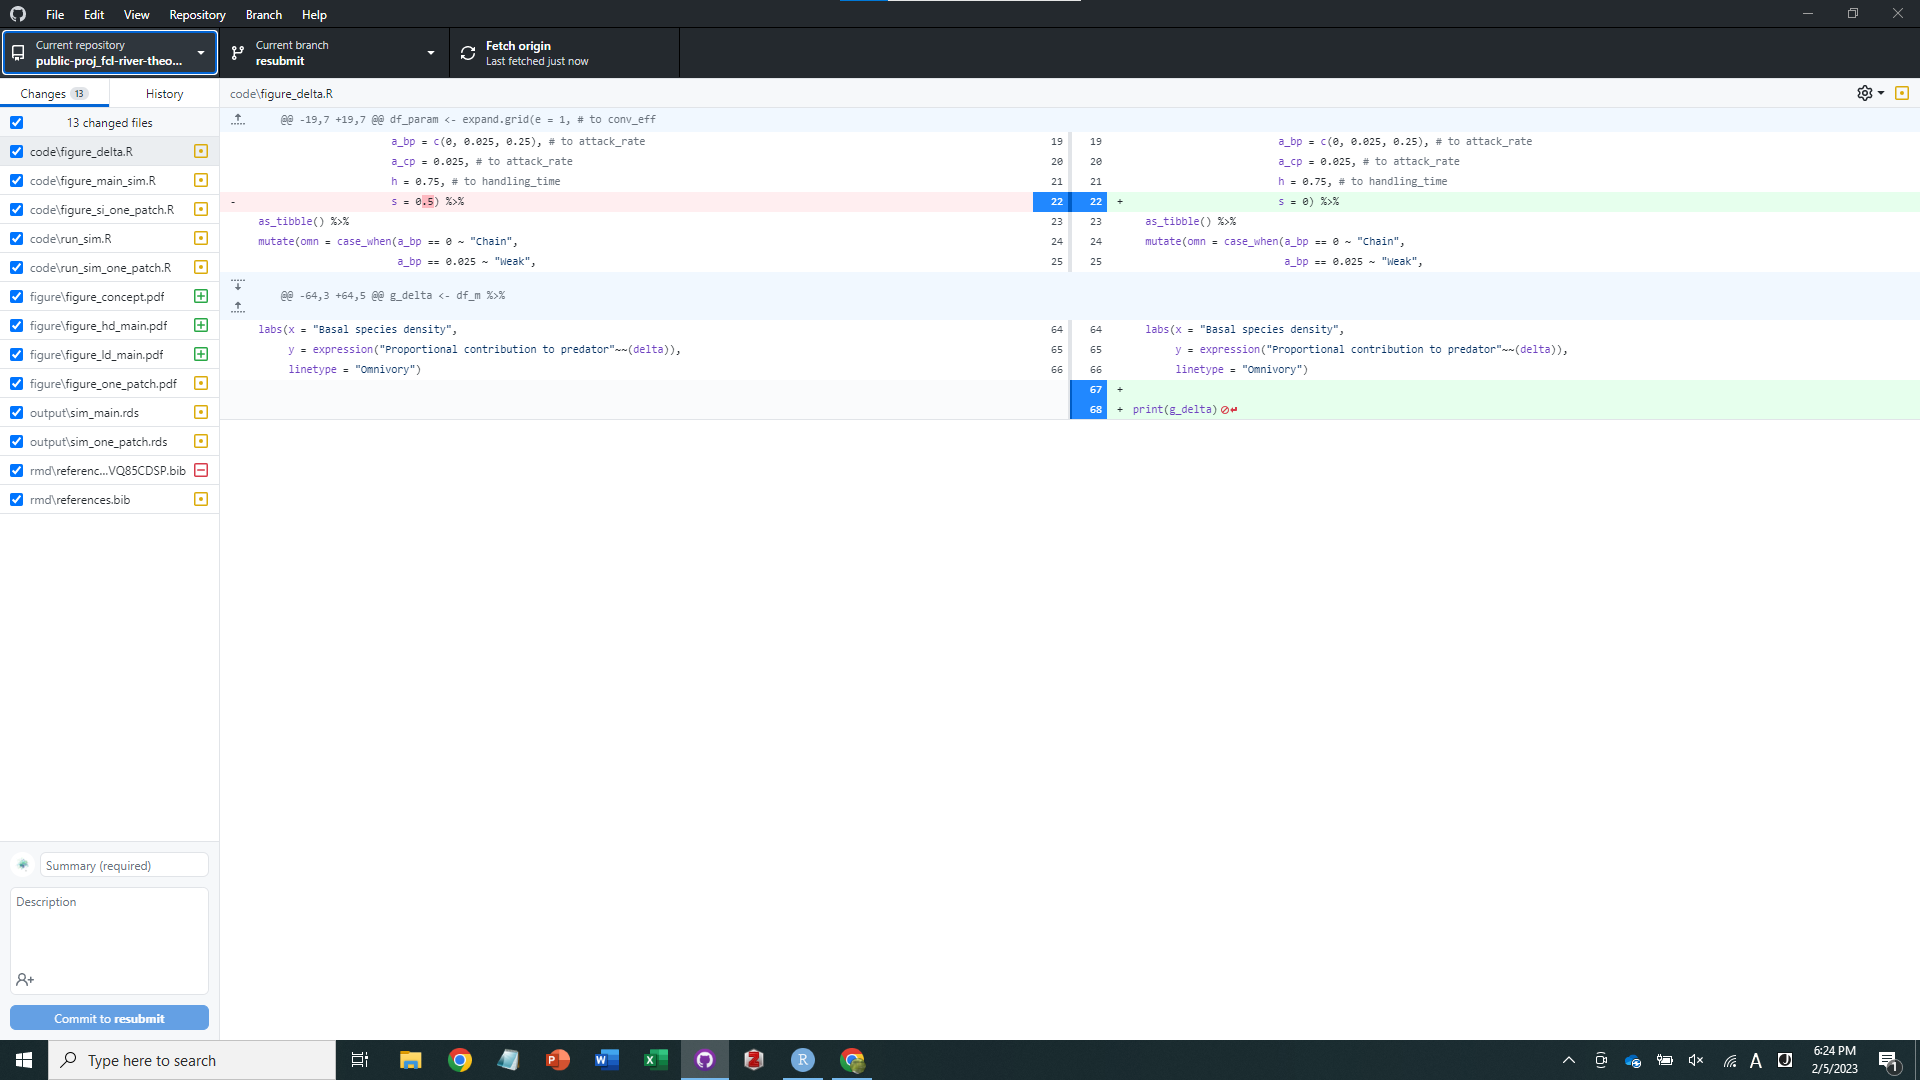 File Edit View Repository Branch Help
Current repository
public-proj_fcl-river-theo...
Current branch
resubmit
Fetch origin
Last fetched just now
Changes 13 History
13 changed files
code\figure_delta.R
code\figure_main_sim.R
code\figure_si_one_patch.R
code\run_sim.R
code\run_sim_one_patch.R
figure\figure_concept.pdf
figure\figure_hd_main.pdf
figure\figure_ld_main.pdf
figure\figure_one_patch.pdf
output\sim_main.rds
output\sim_one_patch.rds
rmd\referenc...VQ85CDSP.bib
rmd\references.bib
Summary (required)
Description
Commit to resubmit
code\figure_delta.R
@@ -19,7 +19,7 @@ df_param <- expand.grid(e = 1, # to conv_eff
a_bp = c(0, 0.025, 0.25), # to attack_rate 19 19 a_bp = c(0, 0.025, 0.25), # to attack_rate
a_cp = 0.025, # to attack_rate 20 20 a_cp = 0.025, # to attack_rate
h = 0.75, # to handling_time 21 21 h = 0.75, # to handling_time
- s = 0.5) %>% 22 22 + s = 0) %>%
as_tibble() %>% 23 23 as_tibble() %>%
mutate(omn = case_when(a_bp == 0 ~ "Chain", 24 24 mutate(omn = case_when(a_bp == 0 ~ "Chain",
a_bp == 0.025 ~ "Weak", 25 25 a_bp == 0.025 ~ "Weak",
@@ -64,3 +64,5 @@ g_delta <- df_m %>%
labs(x = "Basal species density", 64 64 labs(x = "Basal species density",
y = expression("Proportional contribution to predator"~~(delta)), 65 65 y = expression("Proportional contribution to predator"~~(delta)),
linetype = "Omnivory") 66 66 linetype = "Omnivory")
67 +
68 + print(g_delta)
Type here to search
6:24 PM
2/5/2023
1